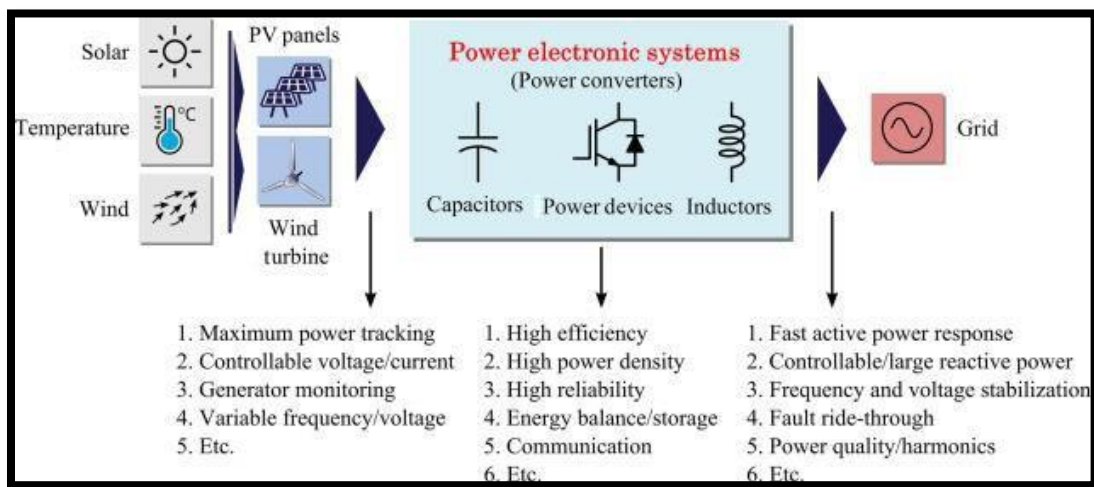 Solar
Temperature
Wind
°C
PV panels
Wind
turbine
Power electronic systems
(Power converters)
Capacitors
Power devices
Inductors
Grid
1. Maximum power tracking
2. Controllable voltage/current
3. Generator monitoring
4. Variable frequency/voltage
5. Etc.
1. High efficiency
2. High power density
3. High reliability
4. Energy balance/storage
5. Communication
6. Etc.
1. Fast active power response
2. Controllable/large reactive power
3. Frequency and voltage stabilization
4. Fault ride-through
5. Power quality/harmonics
6. Etc.